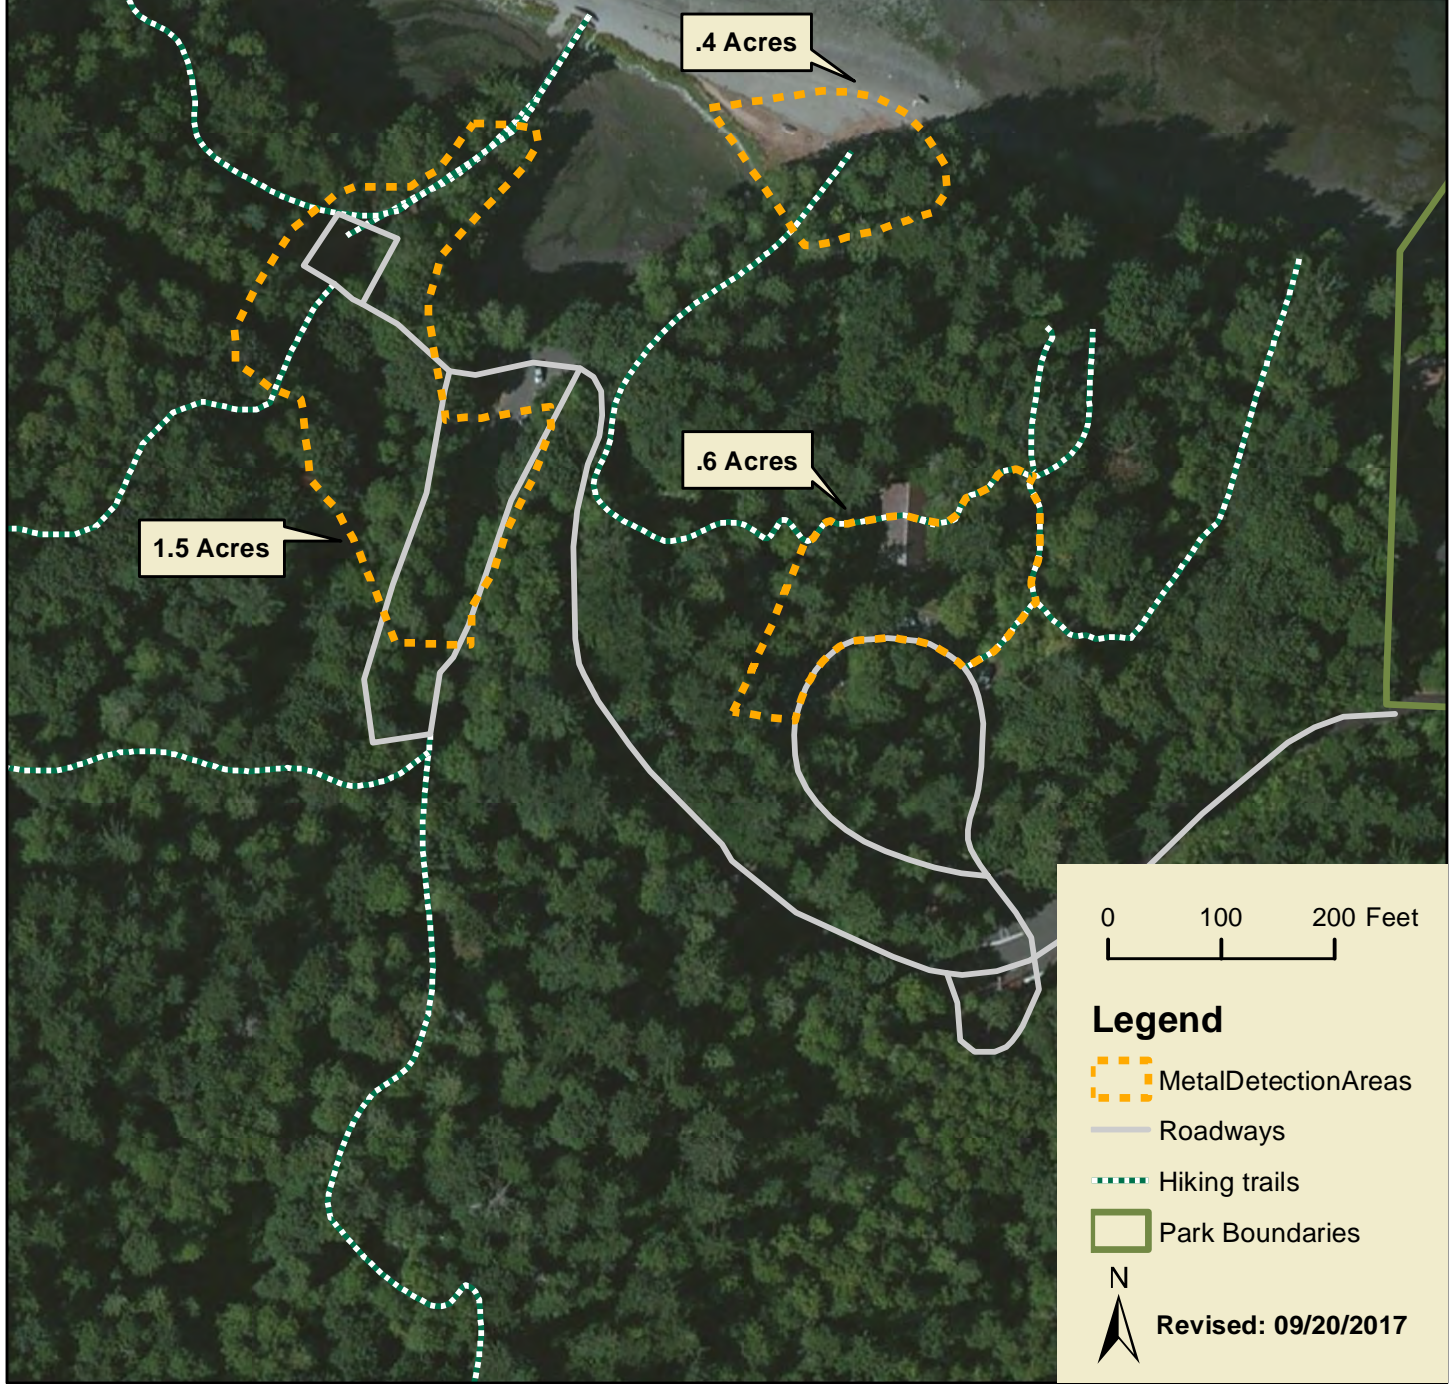 .4 Acres
.6 Acres
1.5 Acres
0 100 200 Feet
Legend
MetalDetectionAreas
Roadways
Hiking trails
Park Boundaries
N
Revised: 09/20/2017